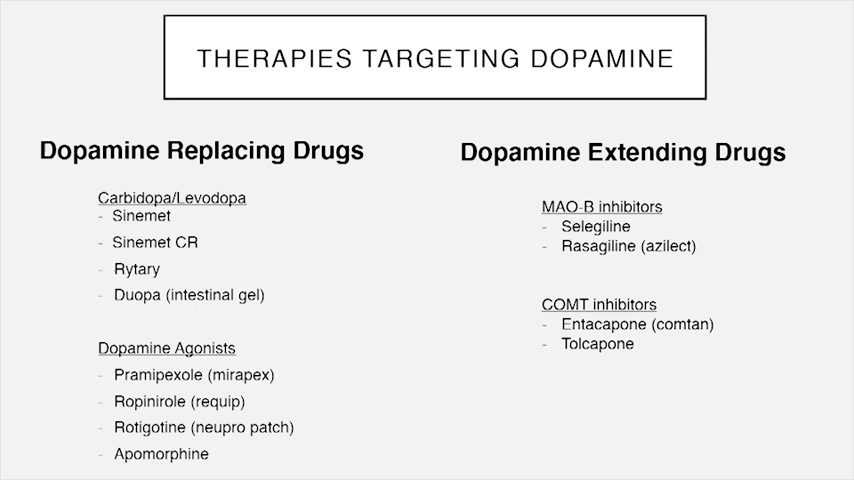 THERAPIES TARGETING DOPAMINE
Dopamine Replacing Drugs
Carbidopa/Levodopa
- Sinemet
- Sinemet CR
- Rytary
- Duopa (intestinal gel)
Dopamine Agonists
- Pramipexole (mirapex)
- Ropinirole (requip)
- Rotigotine (neupro patch)
- Apomorphine
Dopamine Extending Drugs
MAO-B inhibitors
- Selegiline
- Rasagiline (azilect)
COMT inhibitors
- Entacapone (comtan)
- Tolcapone